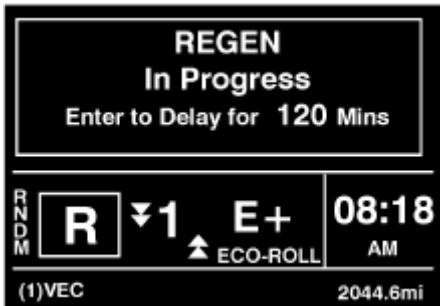 REGEN
In Progress
Enter to Delay for 120 Mins
RNDM R 1 E+ 08:18
ECO-ROLL AM
(1)VEC 2044.6mi